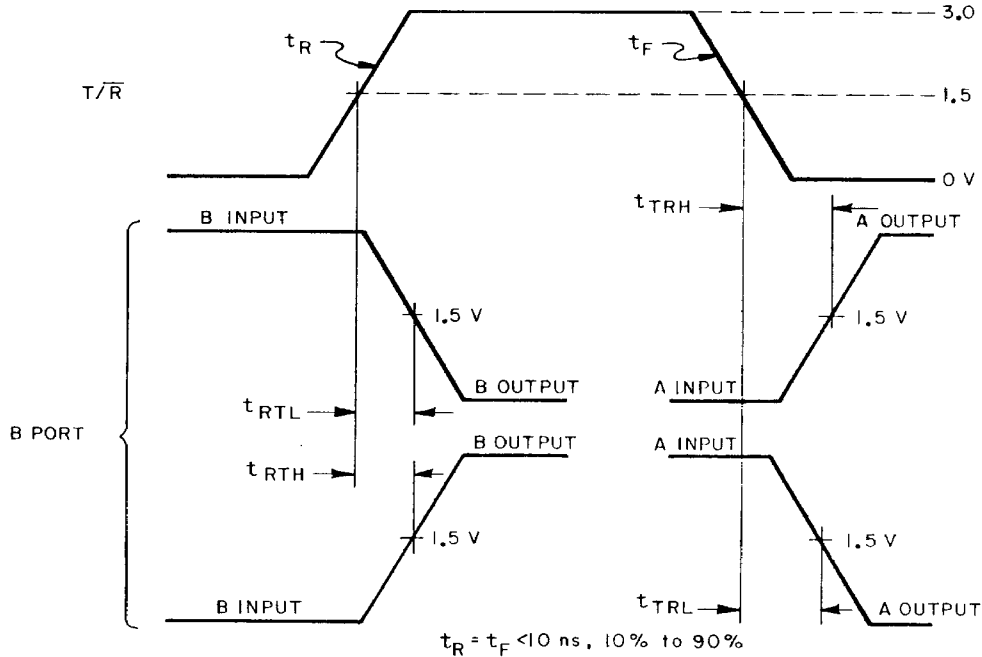 3.0
t_R
t_F
T/R̅
1.5
0 V
t_TRH
B INPUT
A OUTPUT
1.5 V
1.5 V
B OUTPUT
A INPUT
t_RTL
B PORT
B OUTPUT
A INPUT
t_RTH
1.5 V
1.5 V
B INPUT
t_TRL
A OUTPUT
t_R = t_F <10 ns, 10% to 90%